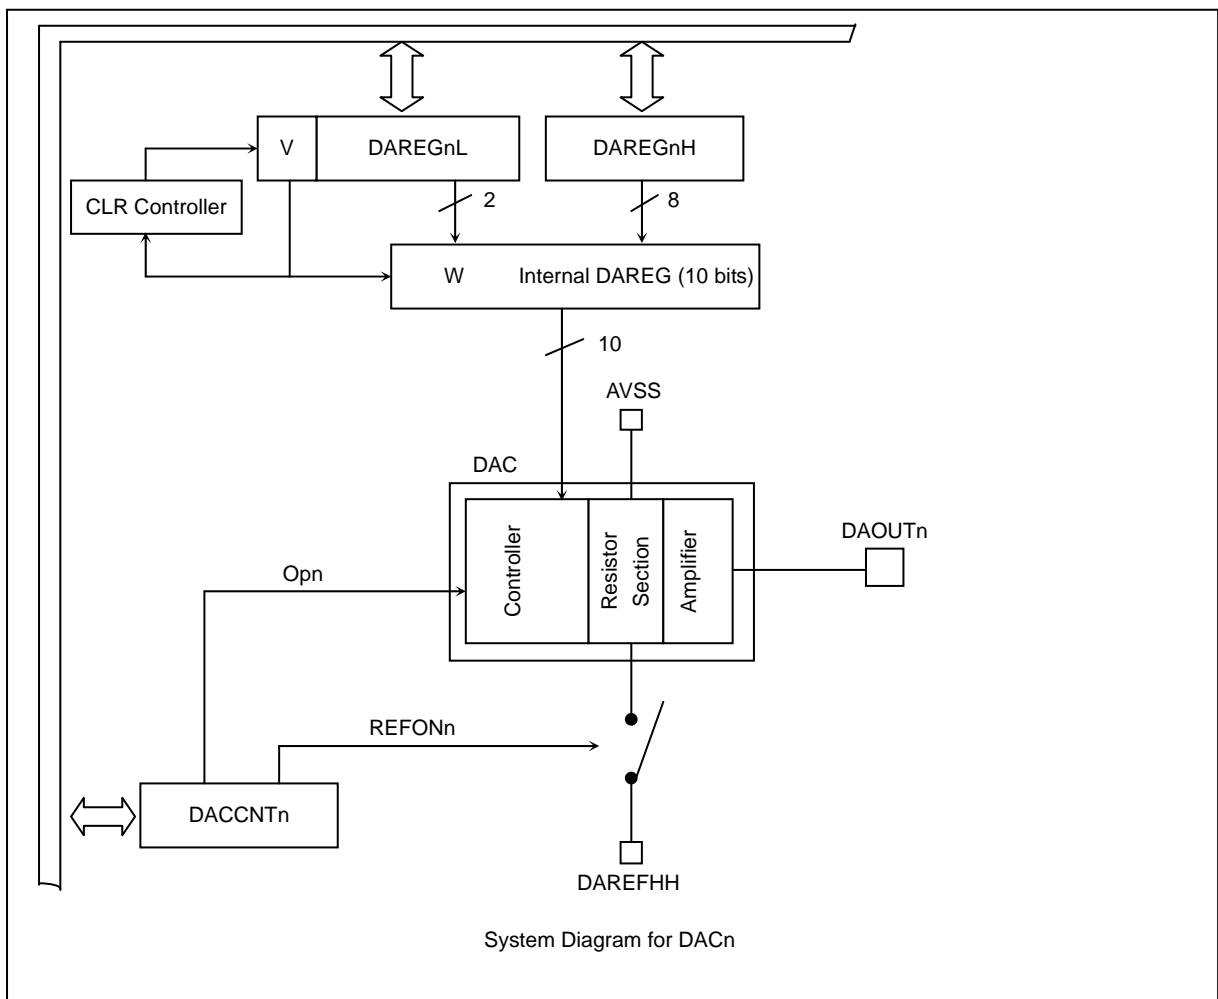 V
DAREGnL
DAREGnH
CLR Controller
2
8
W
Internal DAREG (10 bits)
10
AVSS
DAC
Controller
Resistor
Section
Amplifier
DAOUTn
Opn
REFONn
DACCNTn
DAREFHH
System Diagram for DACn